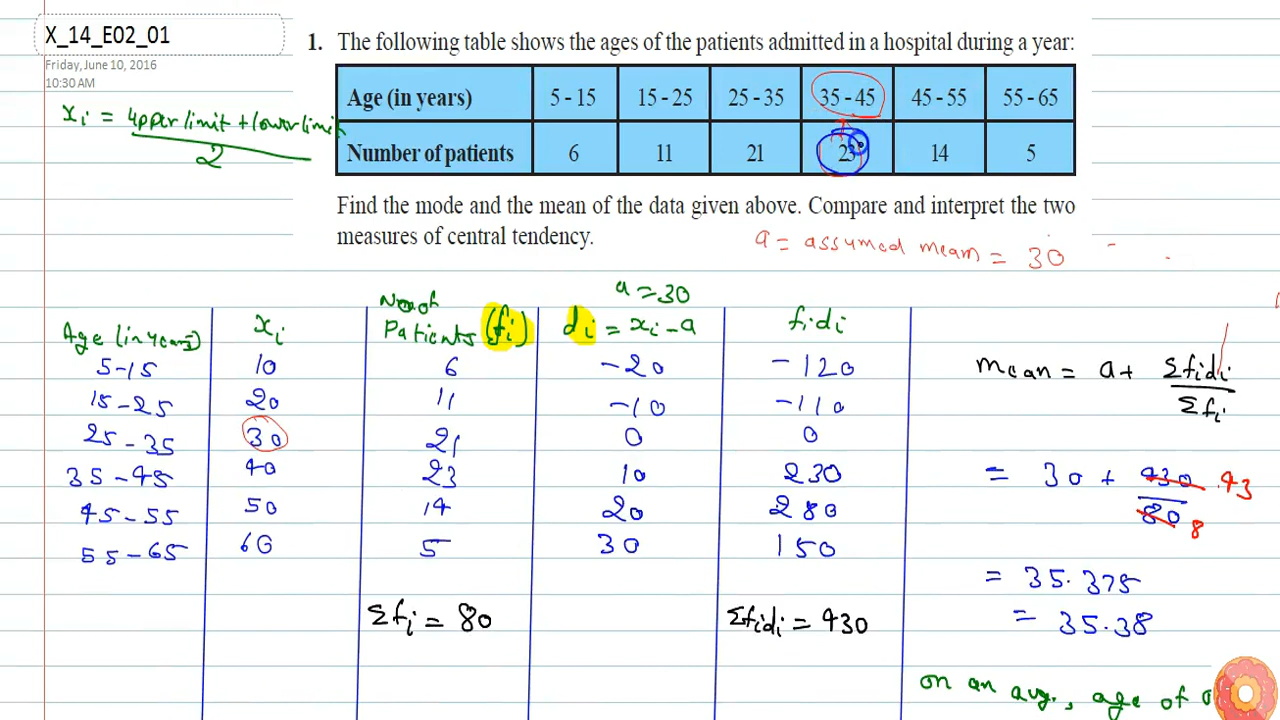 X_14_E02_01
Friday, June 10, 2016
10:30 AM
1. The following table shows the ages of the patients admitted in a hospital during a year:
Age (in years) 5 - 15 15 - 25 25 - 35 35 - 45 45 - 55 55 - 65
Number of patients 6 11 21 23 14 5
xi = upper limit + lower limit
2
Find the mode and the mean of the data given above. Compare and interpret the two
measures of central tendency.
a = assumed mean = 30
a = 30
Age (in years) xi No of Patients (fi) di = xi - a fidi
5-15 10 6 -20 -120
15-25 20 11 -10 -110
25-35 30 21 0 0
35-45 40 23 10 230
45-55 50 14 20 280
55-65 60 5 30 150
Σfi = 80 Σfidi = 430
mean = a + Σfidi
Σfi
= 30 + 430 43
80 8
= 35.375
= 35.38
on an avg., age of